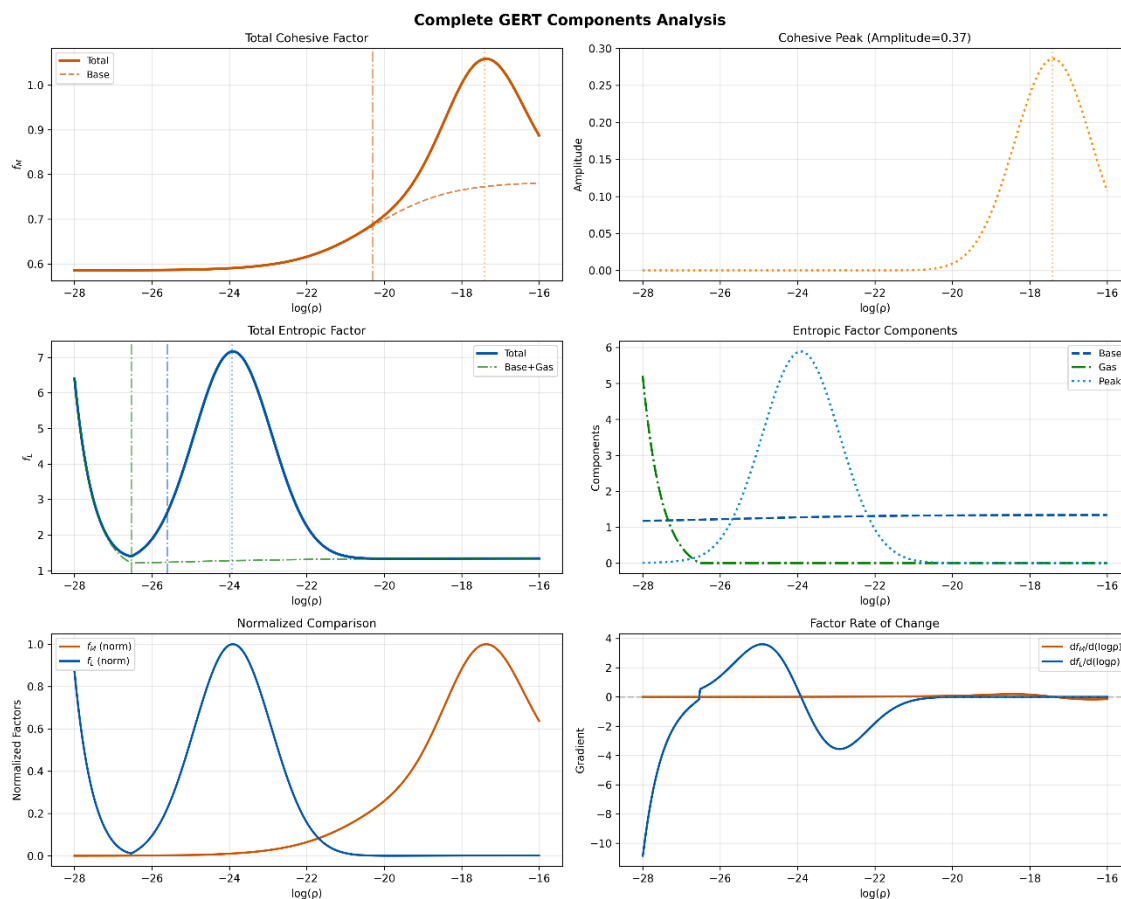 Complete GERT Components Analysis
Total Cohesive Factor
Total
Base
f_M
1.0
0.9
0.8
0.7
0.6
−28 −26 −24 −22 −20 −18 −16
log(ρ)
Cohesive Peak (Amplitude=0.37)
Amplitude
0.30
0.25
0.20
0.15
0.10
0.05
0.00
−28 −26 −24 −22 −20 −18 −16
log(ρ)
Total Entropic Factor
Total
Base+Gas
f_L
7
6
5
4
3
2
1
−28 −26 −24 −22 −20 −18 −16
log(ρ)
Entropic Factor Components
Base
Gas
Peak
Components
6
5
4
3
2
1
0
−28 −26 −24 −22 −20 −18 −16
log(ρ)
Normalized Comparison
f_M (norm)
f_L (norm)
Normalized Factors
1.0
0.8
0.6
0.4
0.2
0.0
−28 −26 −24 −22 −20 −18 −16
log(ρ)
Factor Rate of Change
df_M/d(logρ)
df_L/d(logρ)
Gradient
4
2
0
−2
−4
−6
−8
−10
−28 −26 −24 −22 −20 −18 −16
log(ρ)